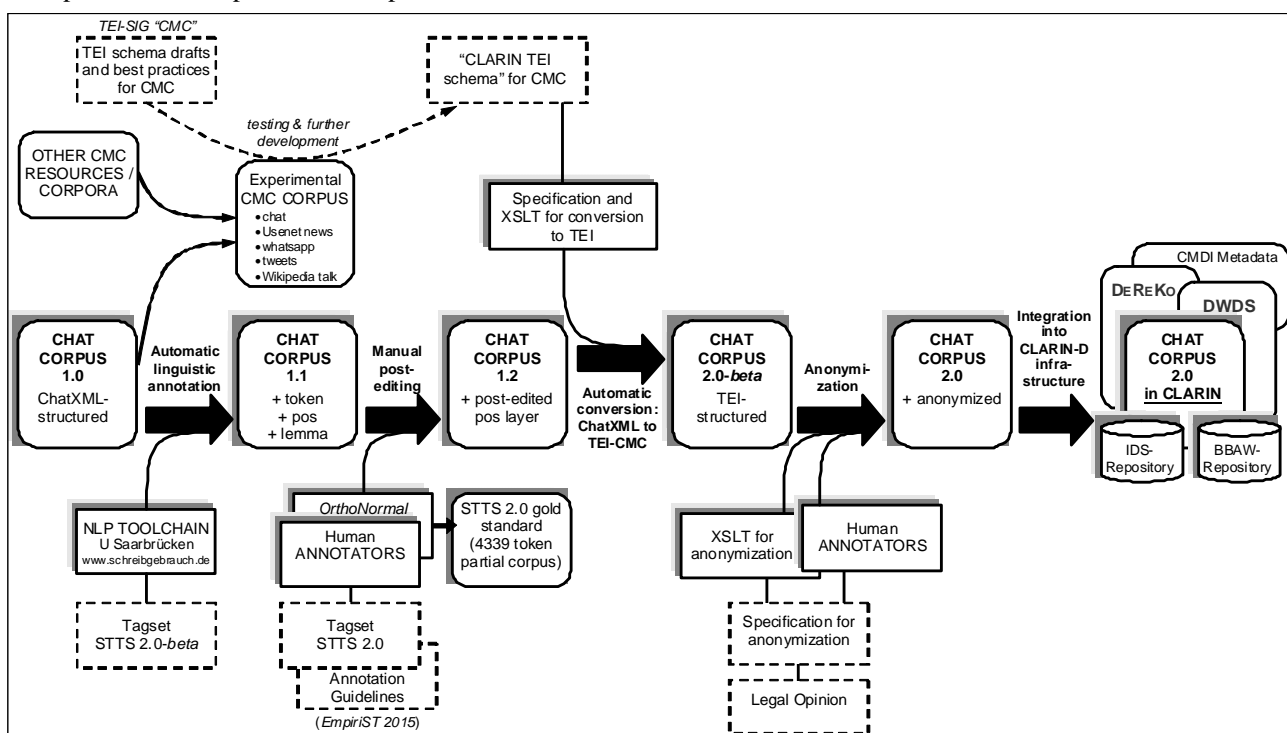 TEI-SIG “CMC”
TEI schema drafts
and best practices
for CMC
“CLARIN TEI
schema” for CMC
testing & further
development
OTHER CMC
RESOURCES /
CORPORA
Experimental
CMC CORPUS
• chat
• Usenet news
• whatsapp
• tweets
• Wikipedia talk
Specification and
XSLT for conversion
to TEI
CMDI Metadata
DEREKO
DWDS
CHAT
CORPUS
1.0
ChatXML-
structured
Automatic
linguistic
annotation
CHAT
CORPUS
1.1
+ token
+ pos
+ lemma
Manual
post-
editing
CHAT
CORPUS
1.2
+ post-edited
pos layer
Automatic
conversion:
ChatXML to
TEI-CMC
CHAT
CORPUS
2.0-beta
TEI-
structured
Anonymi-
zation
CHAT
CORPUS
2.0
+ anonymized
Integration
into
CLARIN-D
infra-
structure
CHAT
CORPUS
2.0
in CLARIN
IDS-
Repository
BBAW-
Repository
NLP TOOLCHAIN
U Saarbrücken
www.schreibgebrauch.de
OrthoNormal
Human
ANNOTATORS
STTS 2.0 gold
standard
(4339 token
partial corpus)
XSLT for
anonymization
Human
ANNOTATORS
Tagset
STTS 2.0-beta
Tagset
STTS 2.0
Annotation
Guidelines
(EmpiriST 2015)
Specification for
anonymization
Legal Opinion